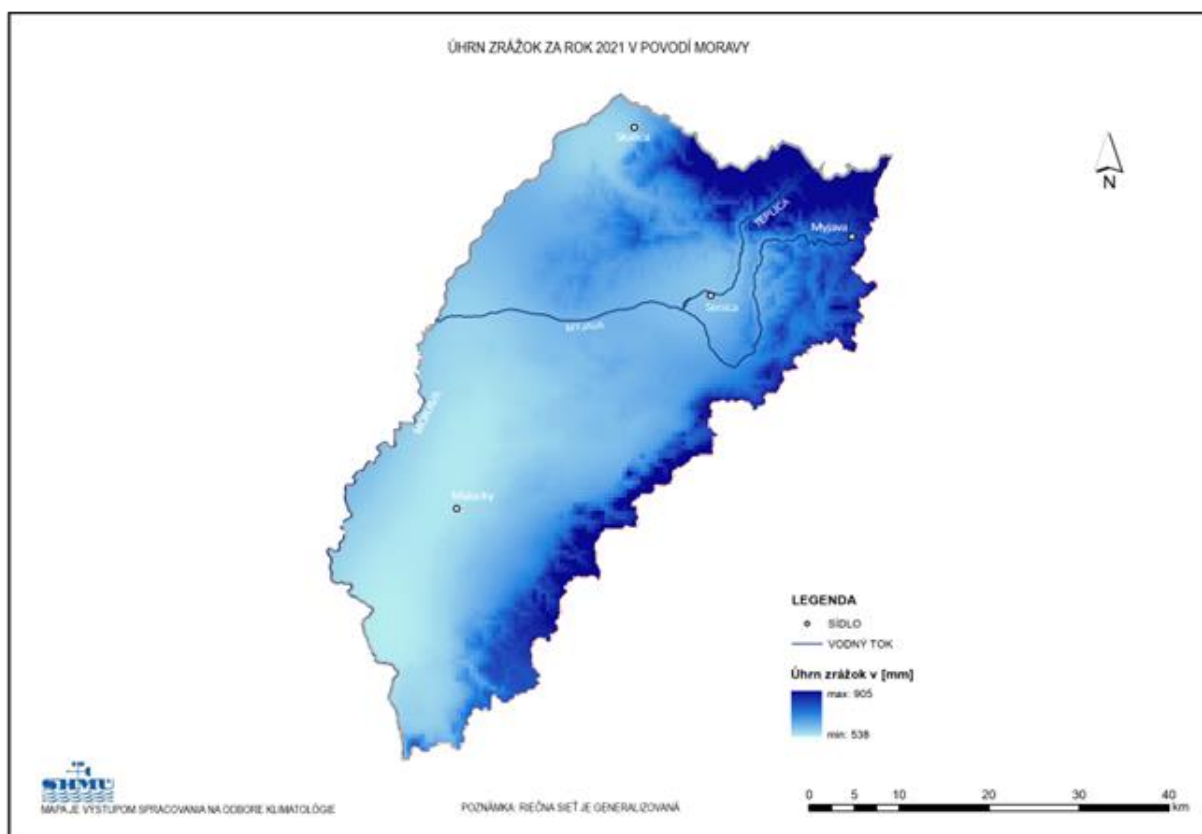 ÚHRN ZRÁŽOK ZA ROK 2021 V POVODÍ MORAVY
Skalica
N
TEPLICA
Myjava
Senica
MYJAVA
MORAVA
Malacky
LEGENDA
SÍDLO
VODNÝ TOK
Úhrn zrážok v [mm]
max: 905
min: 538
SHMÚ
MAPA JE VÝSTUPOM SPRACOVANIA NA ODBORE KLIMATOLÓGIE
POZNÁMKA: RIEČNA SIEŤ JE GENERALIZOVANÁ
0 5 10 20 30 40
km